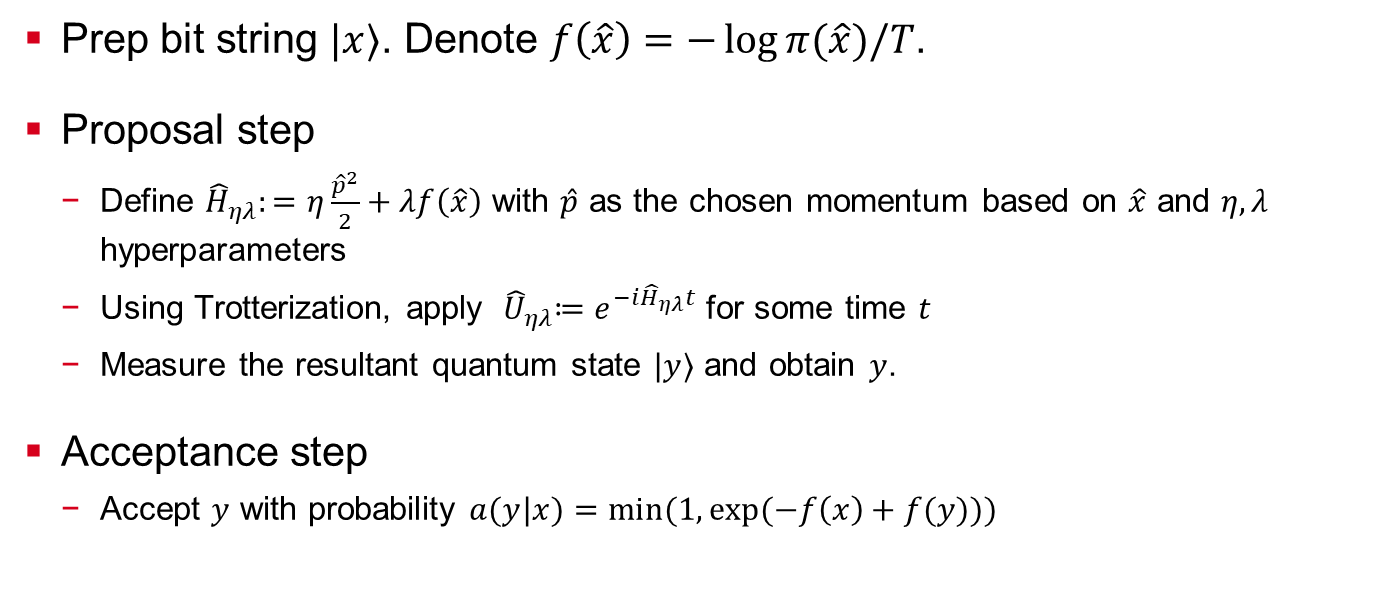 ▪ Prep bit string |x⟩. Denote f(x̂) = − log π(x̂)/T.
▪ Proposal step
− Define Ĥ_ηλ: = η p̂²/2 + λf(x̂) with p̂ as the chosen momentum based on x̂ and η, λ
hyperparameters
− Using Trotterization, apply Û_ηλ≔ e^(−iĤ_ηλ t) for some time t
− Measure the resultant quantum state |y⟩ and obtain y.
▪ Acceptance step
− Accept y with probability a(y|x) = min(1, exp(−f(x) + f(y)))